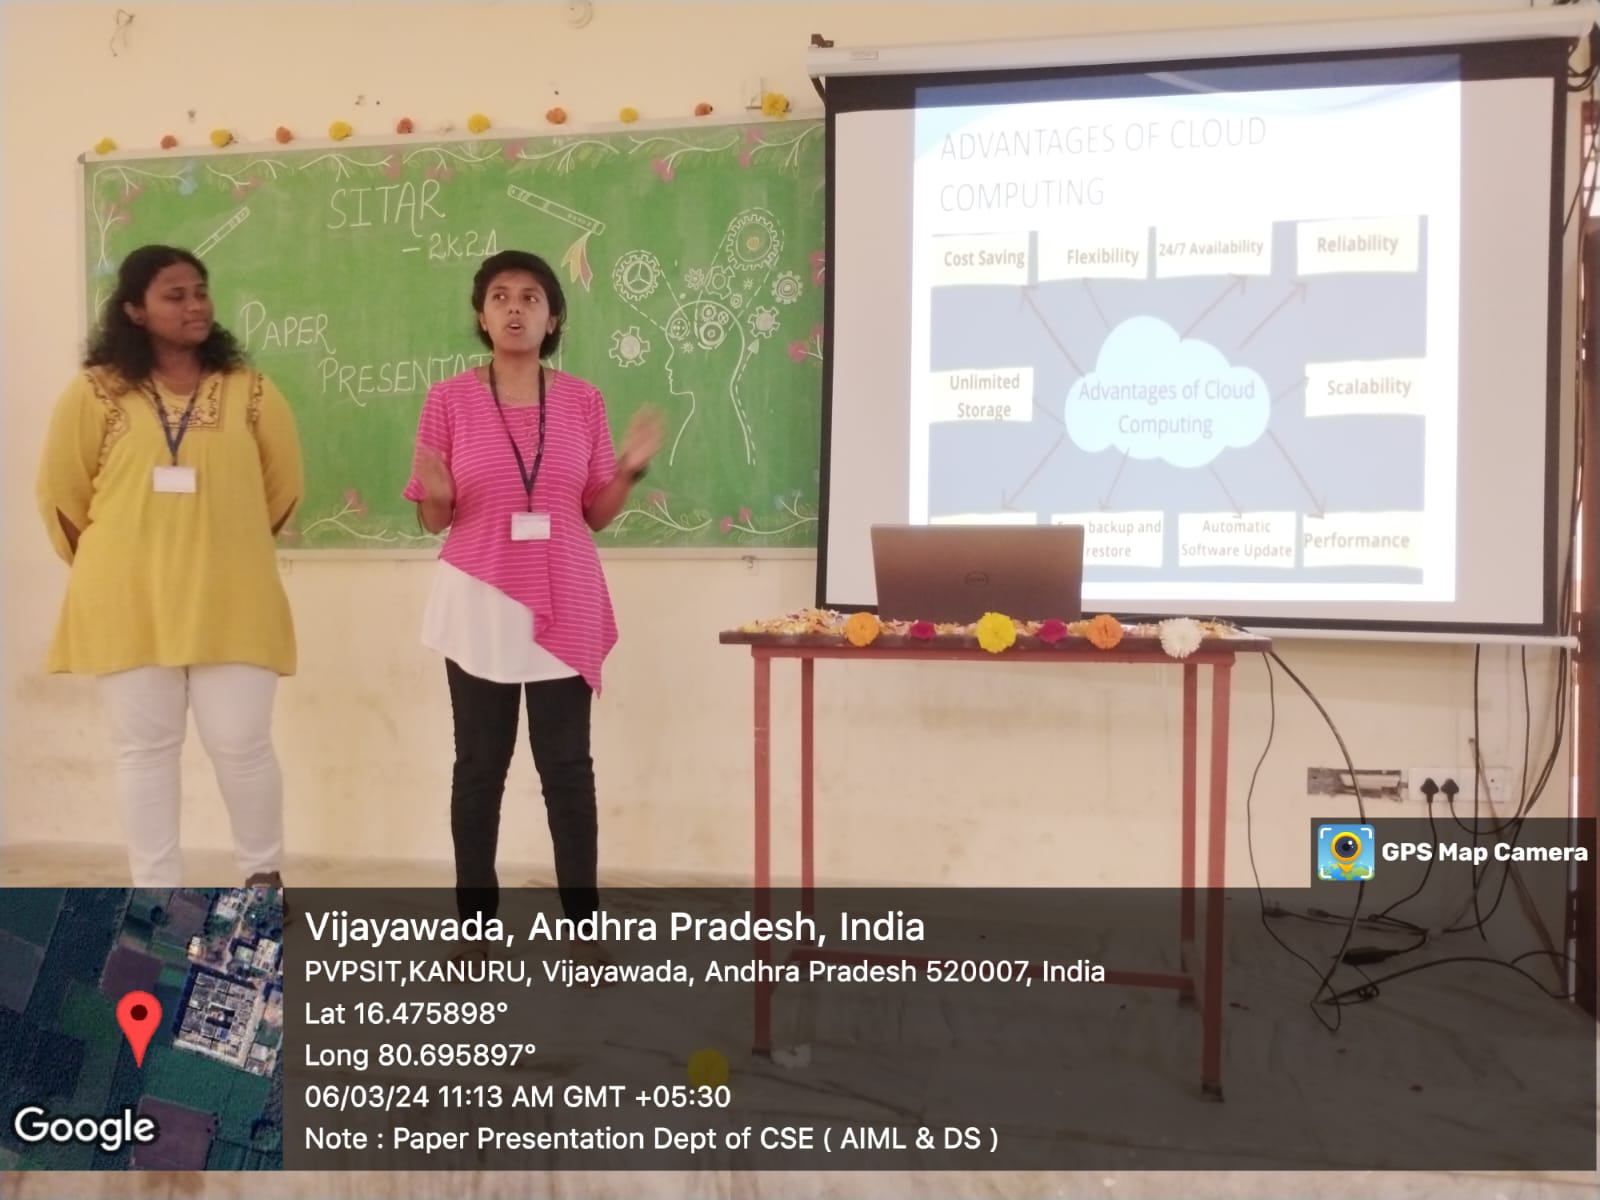 SITAR
- 2K24
PAPER
ADVANTAGES OF CLOUD
COMPUTING
Cost Saving
Flexibility
24/7 Availability
Reliability
Unlimited
Storage
Advantages of Cloud
Computing
Scalability
backup and
restore
Automatic
Software Update
Performance
DELL
GPS Map Camera
Vijayawada, Andhra Pradesh, India
PVPSIT,KANURU, Vijayawada, Andhra Pradesh 520007, India
Lat 16.475898°
Long 80.695897°
06/03/24 11:13 AM GMT +05:30
Note : Paper Presentation Dept of CSE ( AIML & DS )
Google